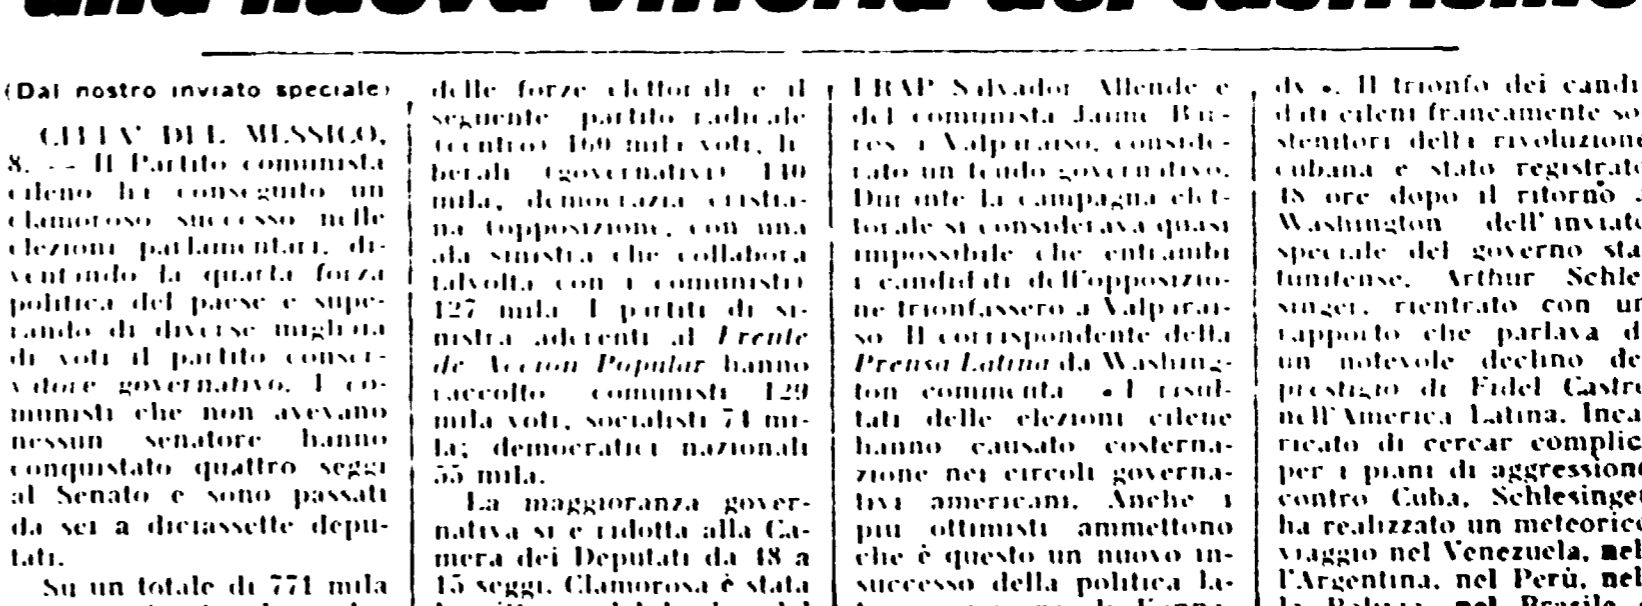 una nuova vittoria del castrismo
(Dal nostro inviato speciale)
CITTA' DEL MESSICO,
8. -- Il Partito comunista
cileno ha conseguito un
clamoroso successo nelle
elezioni parlamentari, di-
ventando la quarta forza
politica del paese e supe-
rando di diverse migliaia
di voti il partito conser-
vatore governativo. I co-
munisti che non avevano
nessun senatore hanno
conquistato quattro seggi
al Senato e sono passati
da sei a diciassette depu-
tati.
Su un totale di 771 mila
delle forze elettorali e il
seguente partito radicale
(centro) 160 mila voti, li-
berali (governativi) 140
mila, democrazia cristia-
na (opposizione, con una
ala sinistra che collabora
talvolta con i comunisti)
127 mila I partiti di si-
nistra aderenti al Frente
de Accion Popular hanno
raccolto comunisti 129
mila voti, socialisti 74 mi-
la; democratici nazionali
55 mila.
La maggioranza gover-
nativa si è ridotta alla Ca-
mera dei Deputati da 48 a
15 seggi. Clamorosa è stata
FRAP Salvador Allende e
del comunista Jaime Bar-
ros a Valparaiso, conside-
rato un feudo governativo.
Durante la campagna elet-
torale si considerava quasi
impossibile che entrambi
i candidati dell'opposizio-
ne trionfassero a Valparai-
so Il corrispondente della
Prensa Latina da Washing-
ton commenta « I risul-
tati delle elezioni cilene
hanno causato costerna-
zione nei circoli governa-
tivi americani. Anche i
più ottimisti ammettono
che è questo un nuovo in-
successo della politica
ds ». Il trionfo dei candi-
dati cileni francamente so-
stenitori della rivoluzione
cubana è stato registrato
48 ore dopo il ritorno a
Washington dell'inviato
speciale del governo sta-
tunitense, Arthur Schle-
singer, rientrato con un
rapporto che parlava di
un notevole declino del
prestigio di Fidel Castro
nell'America Latina. Inca-
ricato di cercar complici
per i piani di aggressione
contro Cuba, Schlesinger
ha realizzato un meteorico
viaggio nel Venezuela, nel-
l'Argentina, nel Perù, nel-
nel Brasile